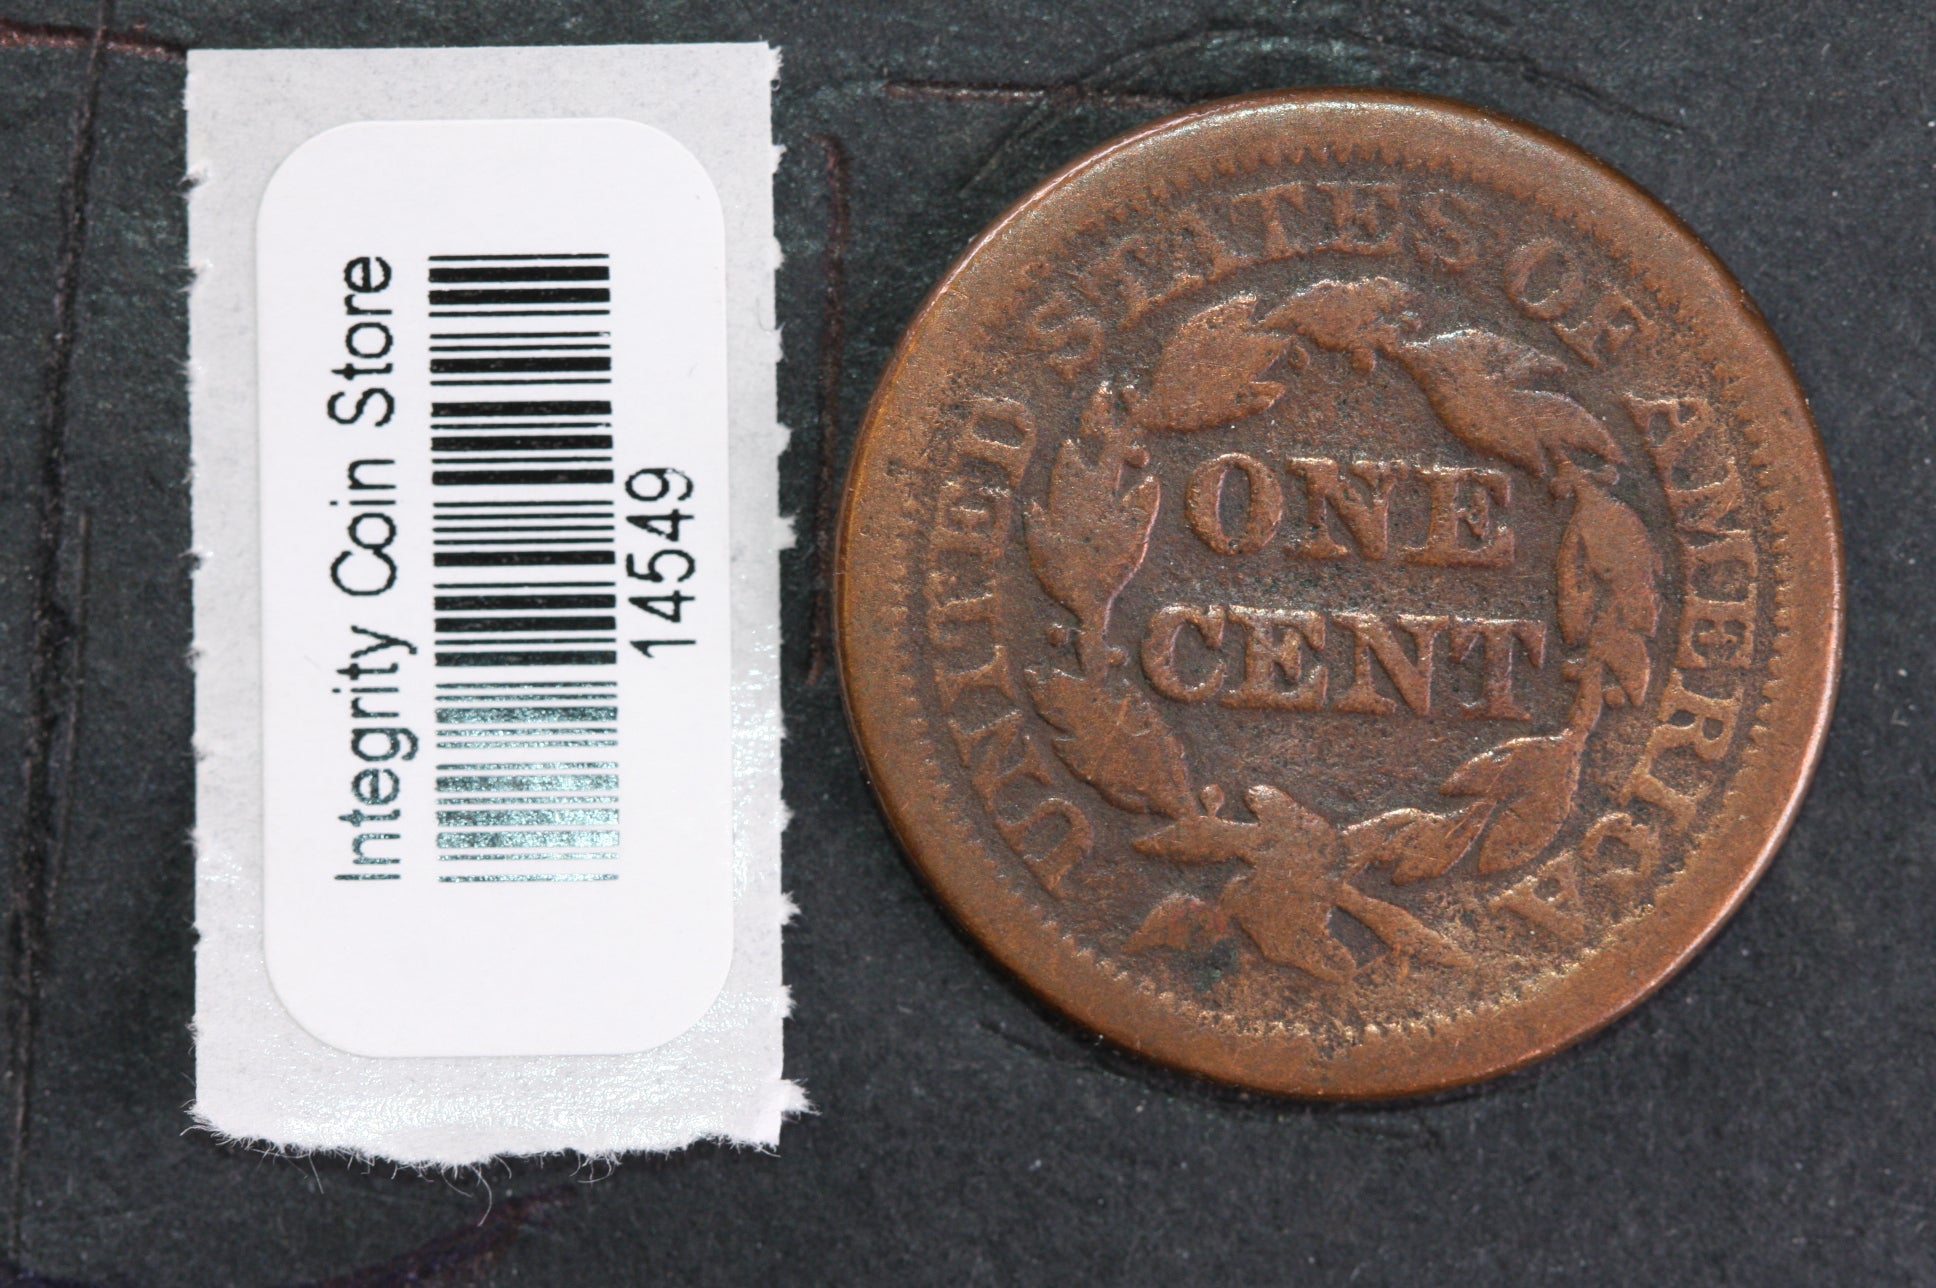 Integrity Coin Store
14549
UNITED STATES OF AMERICA
ONE
CENT